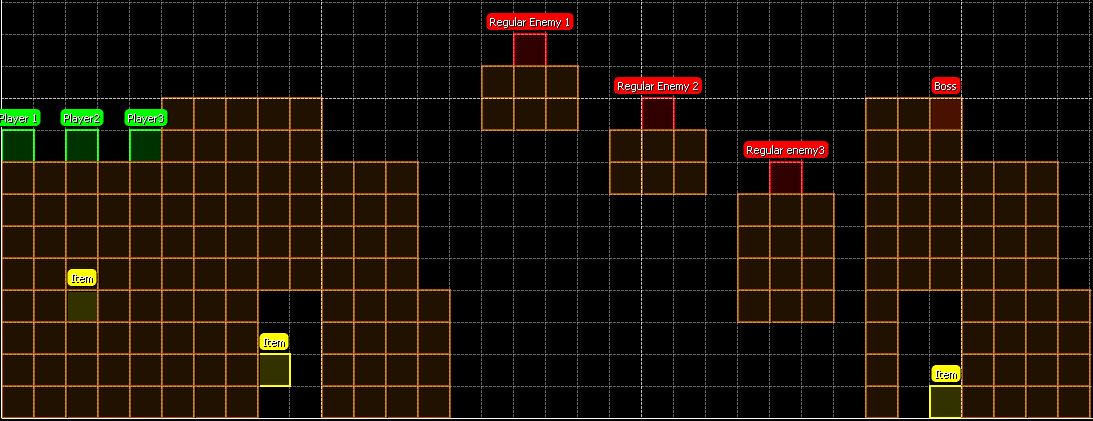 Regular Enemy 1
Regular Enemy 2
Boss
Player 1
Player2
Player3
Regular enemy3
Item
Item
Item